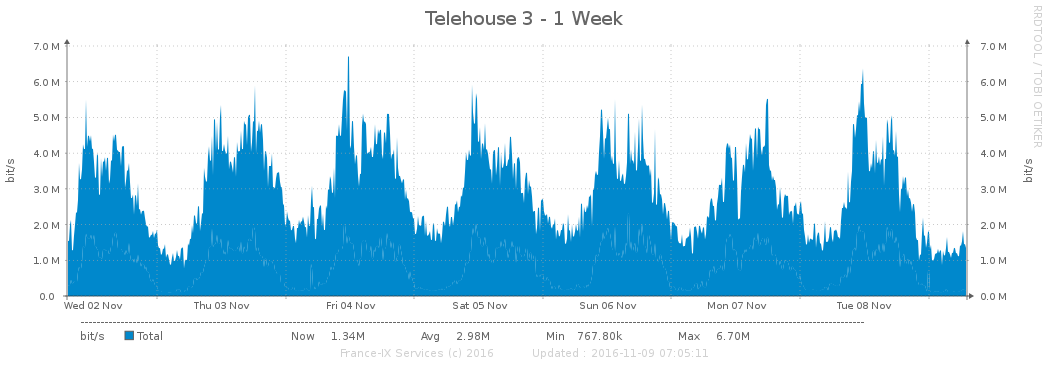 Telehouse 3 - 1 Week
RRDTOOL / TOBI OETIKER
bit/s
7.0 M 7.0 M
6.0 M 6.0 M
5.0 M 5.0 M
4.0 M 4.0 M
3.0 M 3.0 M
2.0 M 2.0 M
1.0 M 1.0 M
0.0 0.0 M
bit/s
Wed 02 Nov Thu 03 Nov Fri 04 Nov Sat 05 Nov Sun 06 Nov Mon 07 Nov Tue 08 Nov
bit/s Total Now 1.34M Avg 2.98M Min 767.80k Max 6.70M
France-IX Services (c) 2016 Updated : 2016-11-09 07:05:11